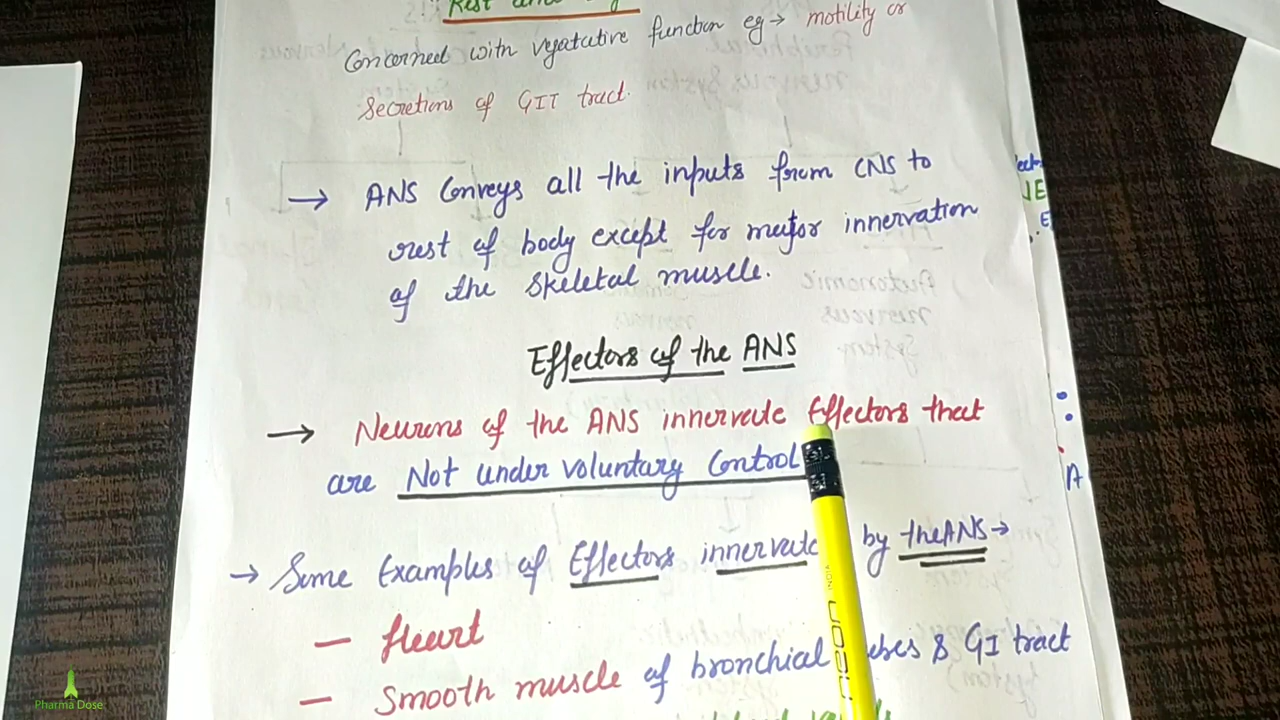 Rest and
Concerned with vegatative function eg → motility or
Secretions of GIT tract.
→ ANS Conveys all the inputs from CNS to
rest of body except for motor innervation
of the Skeletal muscle.
Effectors of the ANS
→ Neurons of the ANS innervate Effectors that
are Not under voluntary Control
→ Some Examples of Effectors innervate by the ANS →
— Heart
— Smooth muscle of bronchial & GI tract
Pharma Dose